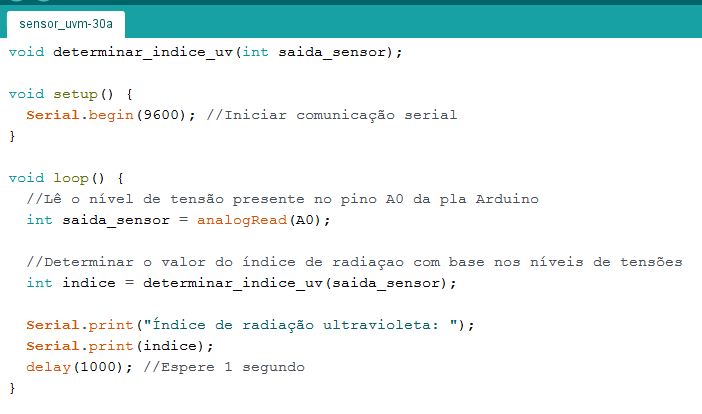 sensor_uvm-30a
void determinar_indice_uv(int saida_sensor);
void setup() {
Serial.begin(9600); //Iniciar comunicação serial
}
void loop() {
//Lê o nível de tensão presente no pino A0 da pla Arduino
int saida_sensor = analogRead(A0);
//Determinar o valor do índice de radiaçao com base nos níveis de tensões
int indice = determinar_indice_uv(saida_sensor);
Serial.print("Índice de radiação ultravioleta: ");
Serial.print(indice);
delay(1000); //Espere 1 segundo
}